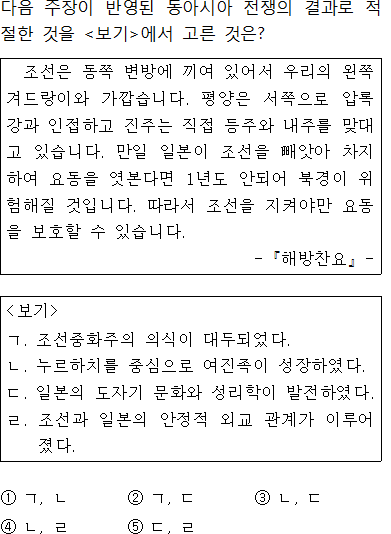 다음 주장이 반영된 동아시아 전쟁의 결과로 적
절한 것을 <보기>에서 고른 것은?
조선은 동쪽 변방에 끼여 있어서 우리의 왼쪽
겨드랑이와 가깝습니다. 평양은 서쪽으로 압록
강과 인접하고 진주는 직접 등주와 내주를 맞대
고 있습니다. 만일 일본이 조선을 빼앗아 차지
하여 요동을 엿본다면 1년도 안되어 북경이 위
험해질 것입니다. 따라서 조선을 지켜야만 요동
을 보호할 수 있습니다.
-『해방찬요』-
<보기>
ㄱ. 조선중화주의 의식이 대두되었다.
ㄴ. 누르하치를 중심으로 여진족이 성장하였다.
ㄷ. 일본의 도자기 문화와 성리학이 발전하였다.
ㄹ. 조선과 일본의 안정적 외교 관계가 이루어
졌다.
① ㄱ, ㄴ ② ㄱ, ㄷ ③ ㄴ, ㄷ
④ ㄴ, ㄹ ⑤ ㄷ, ㄹ